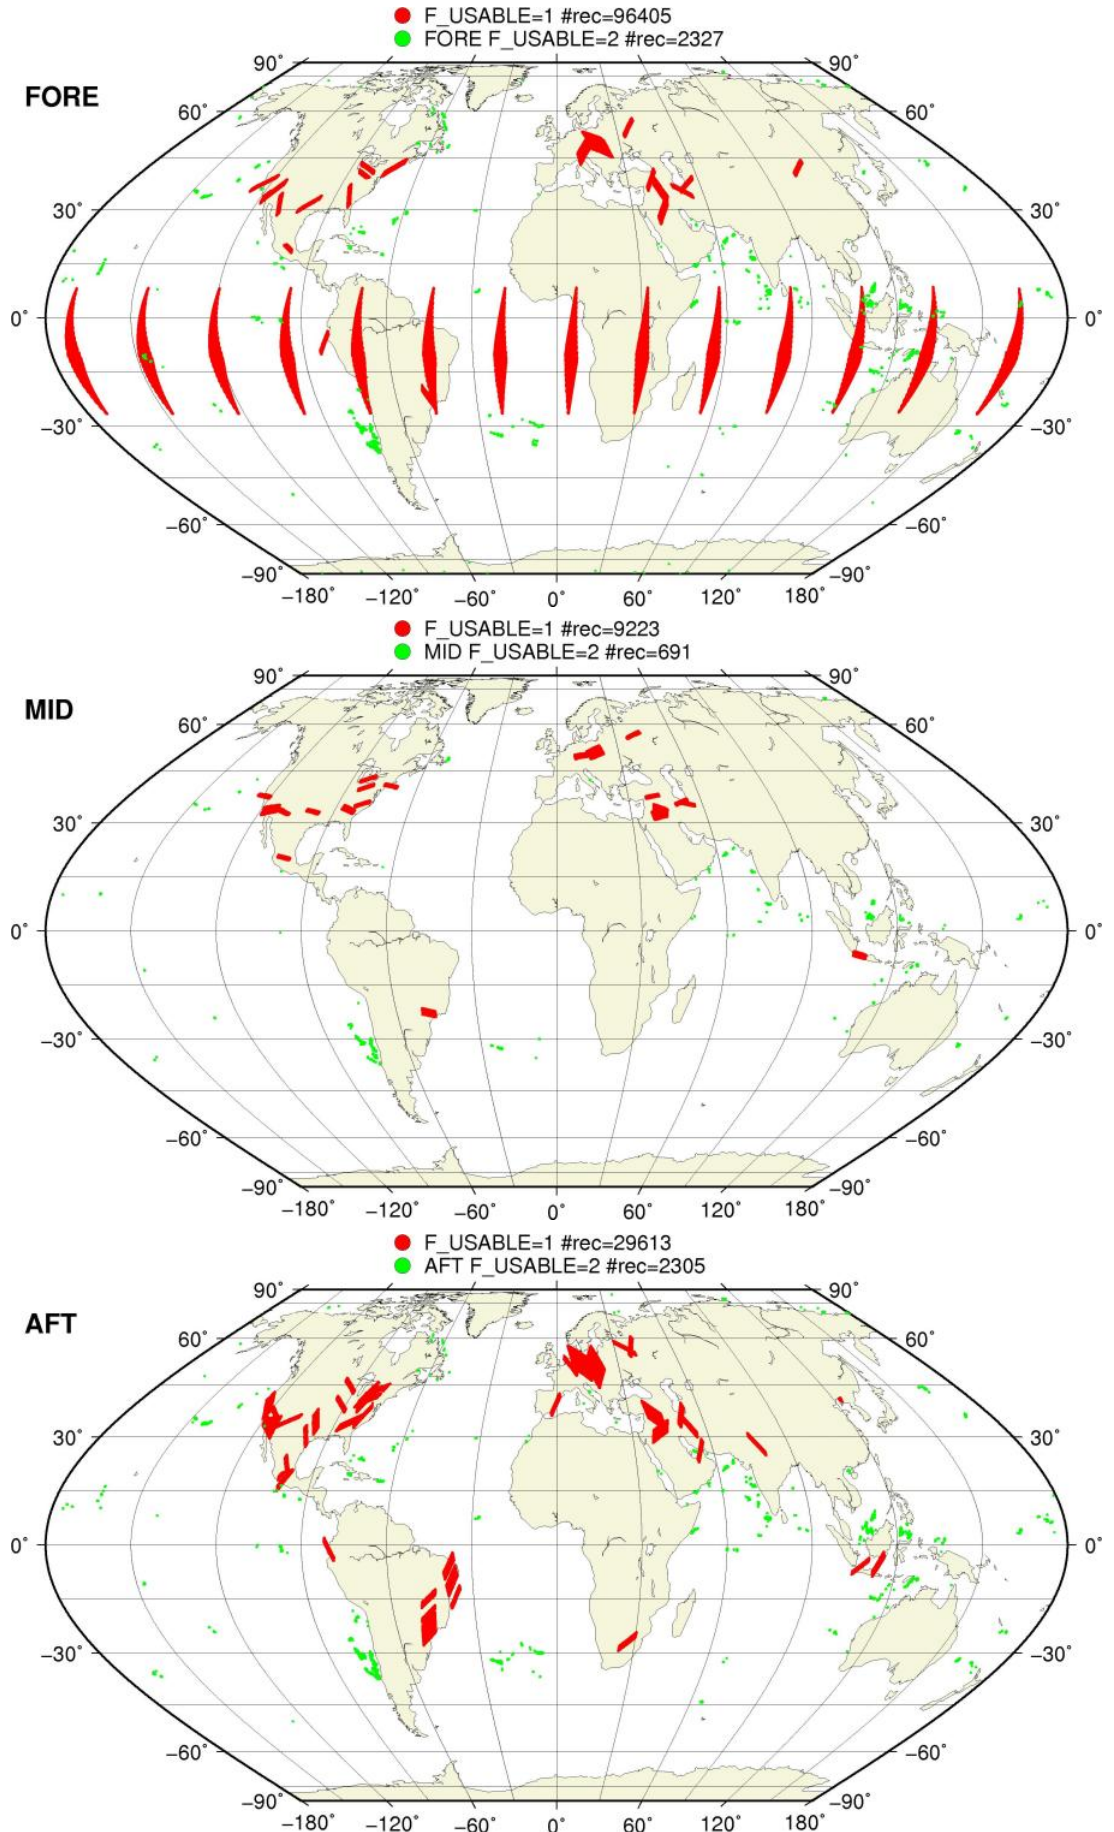 F_USABLE=1 #rec=96405
FORE F_USABLE=2 #rec=2327
FORE
90° 90°
60° 60°
30° 30°
0° 0°
−30° −30°
−60° −60°
−90° −90°
−180° −120° −60° 0° 60° 120° 180°
F_USABLE=1 #rec=9223
MID F_USABLE=2 #rec=691
MID
90° 90°
60° 60°
30° 30°
0° 0°
−30° −30°
−60° −60°
−90° −90°
−180° −120° −60° 0° 60° 120° 180°
F_USABLE=1 #rec=29613
AFT F_USABLE=2 #rec=2305
AFT
90° 90°
60° 60°
30° 30°
0° 0°
−30° −30°
−60° −60°
−90° −90°
−180° −120° −60° 0° 60° 120° 180°